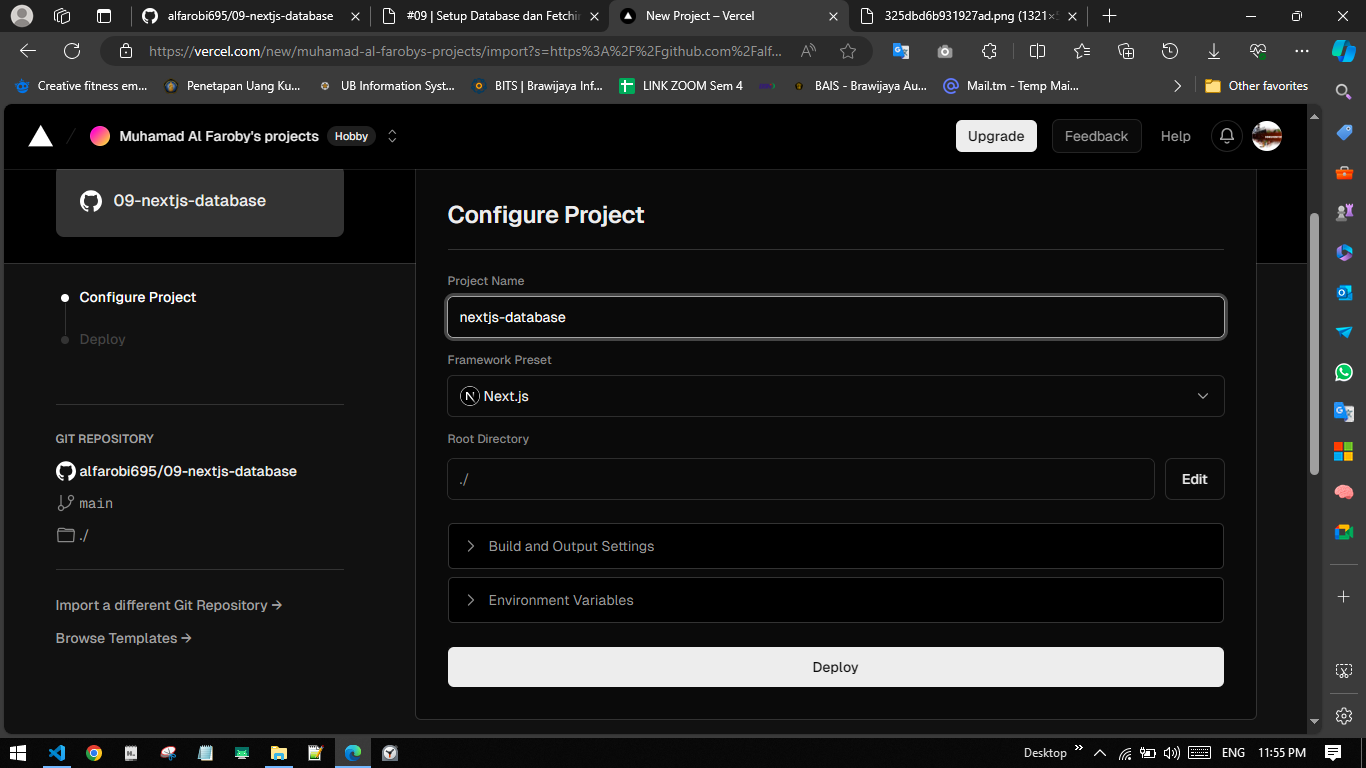 alfarobi695/09-nextjs-database
#09 | Setup Database dan Fetchin
New Project – Vercel
325dbd6b931927ad.png (1321×5
https://vercel.com/new/muhamad-al-farobys-projects/import?s=https%3A%2F%2Fgithub.com%2Falf...
Creative fitness em...
Penetapan Uang Ku...
UB Information Syst...
BITS | Brawijaya Inf...
LINK ZOOM Sem 4
BAIS - Brawijaya Au...
Mail.tm - Temp Mai...
Other favorites
Muhamad Al Faroby's projects
Hobby
Upgrade
Feedback
Help
09-nextjs-database
Configure Project
Deploy
GIT REPOSITORY
alfarobi695/09-nextjs-database
main
./
Import a different Git Repository →
Browse Templates →
Configure Project
Project Name
nextjs-database
Framework Preset
Next.js
Root Directory
./
Edit
Build and Output Settings
Environment Variables
Deploy
Desktop
ENG
11:55 PM